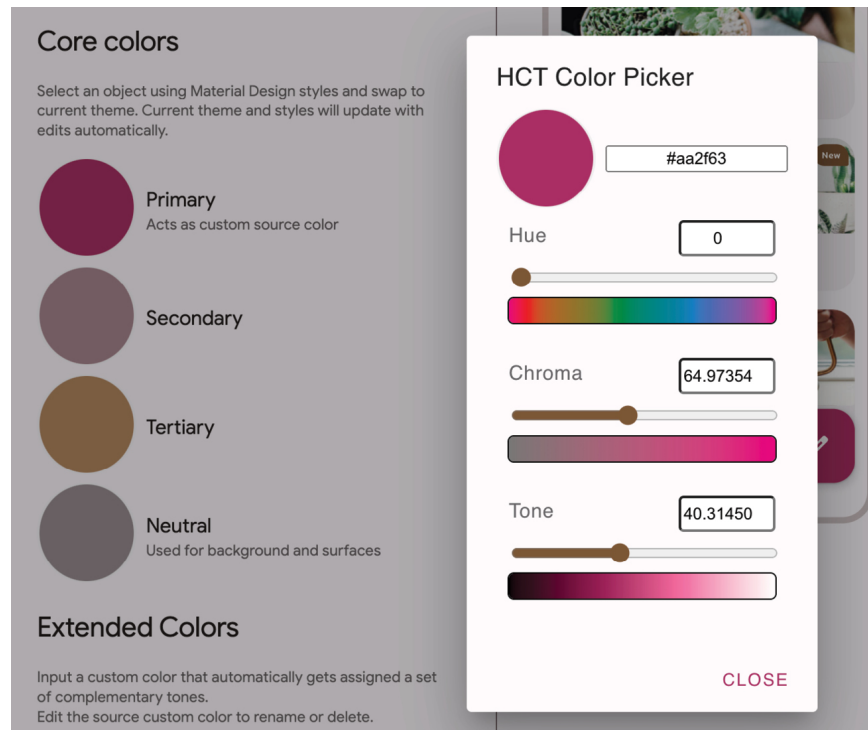 Core colors
Select an object using Material Design styles and swap to
current theme. Current theme and styles will update with
edits automatically.
Primary
Acts as custom source color
Secondary
Tertiary
Neutral
Used for background and surfaces
Extended Colors
Input a custom color that automatically gets assigned a set
of complementary tones.
Edit the source custom color to rename or delete.
HCT Color Picker
#aa2f63
Hue
0
Chroma
64.97354
Tone
40.31450
CLOSE
New